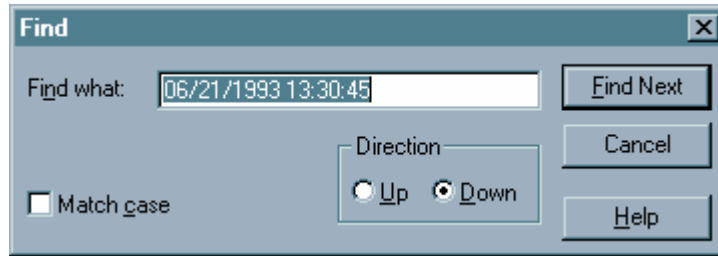 Find
Find what: 06/21/1993 13:30:45 Find Next
Direction Cancel
Match case Up Down
Help